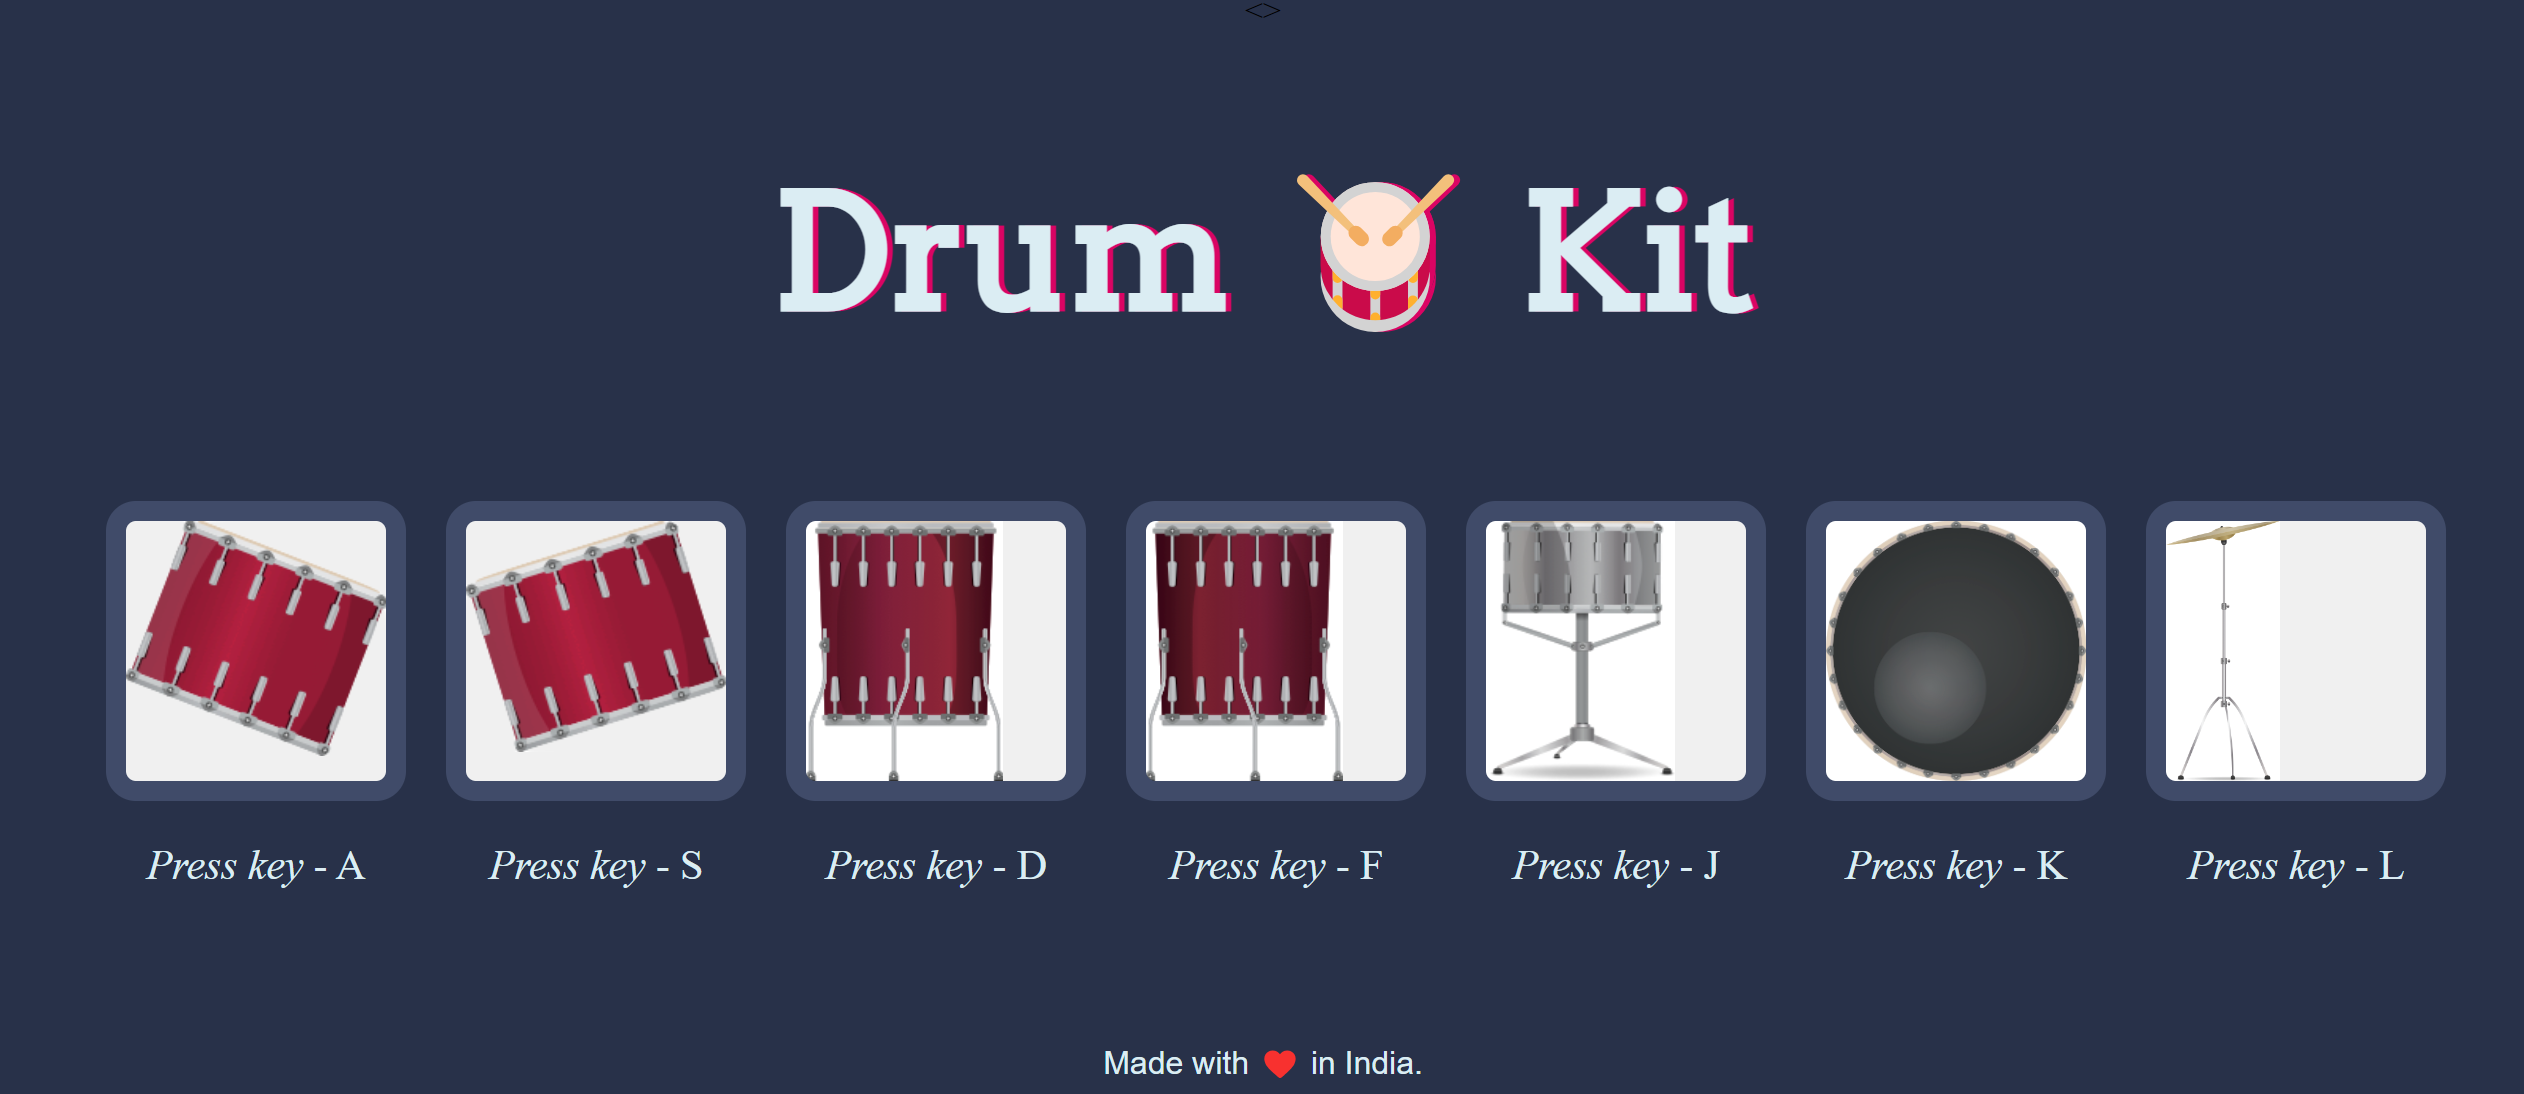 <>
Drum 🥁 Kit
Press key - A
Press key - S
Press key - D
Press key - F
Press key - J
Press key - K
Press key - L
Made with ❤️ in India.